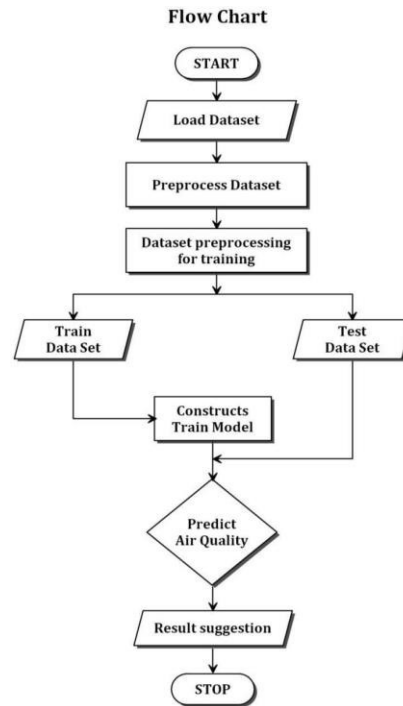 Flow Chart
START
Load Dataset
Preprocess Dataset
Dataset preprocessing
for training
Train
Data Set
Test
Data Set
Constructs
Train Model
Predict
Air Quality
Result suggestion
STOP